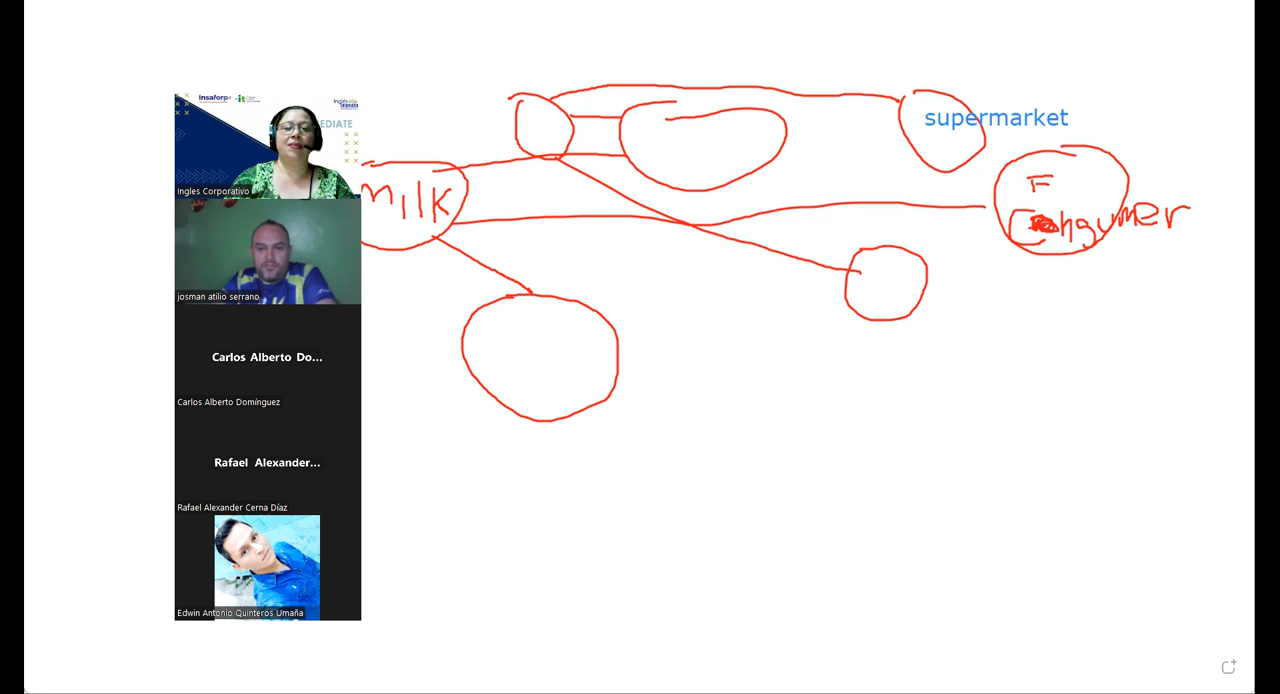 Insaforp
it
EDIATE
Ingles Corporativo
josman atilio serrano
Carlos Alberto Do...
Carlos Alberto Domínguez
Rafael Alexander...
Rafael Alexander Cerna Díaz
Edwin Antonio Quinteros Umaña
milk
supermarket
F
Consumer